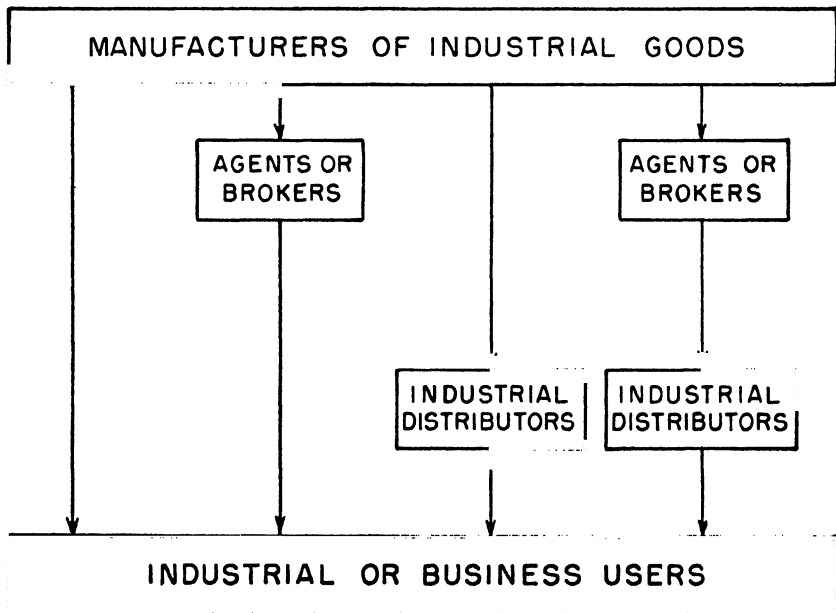 MANUFACTURERS OF INDUSTRIAL GOODS
AGENTS OR
BROKERS
AGENTS OR
BROKERS
INDUSTRIAL
DISTRIBUTORS
INDUSTRIAL
DISTRIBUTORS
INDUSTRIAL OR BUSINESS USERS